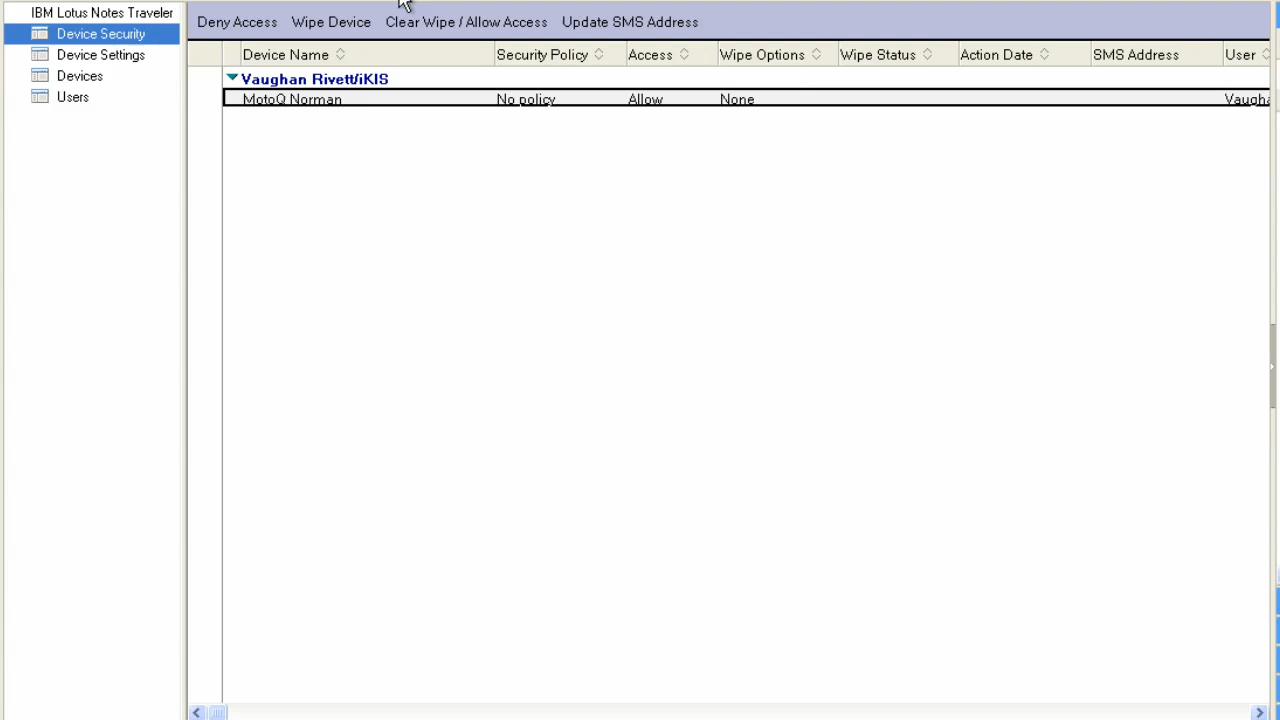 IBM Lotus Notes Traveler
Device Security
Device Settings
Devices
Users
Deny Access Wipe Device Clear Wipe / Allow Access Update SMS Address
Device Name Security Policy Access Wipe Options Wipe Status Action Date SMS Address User
Vaughan Rivett/iKIS
MotoQ Norman No policy Allow None